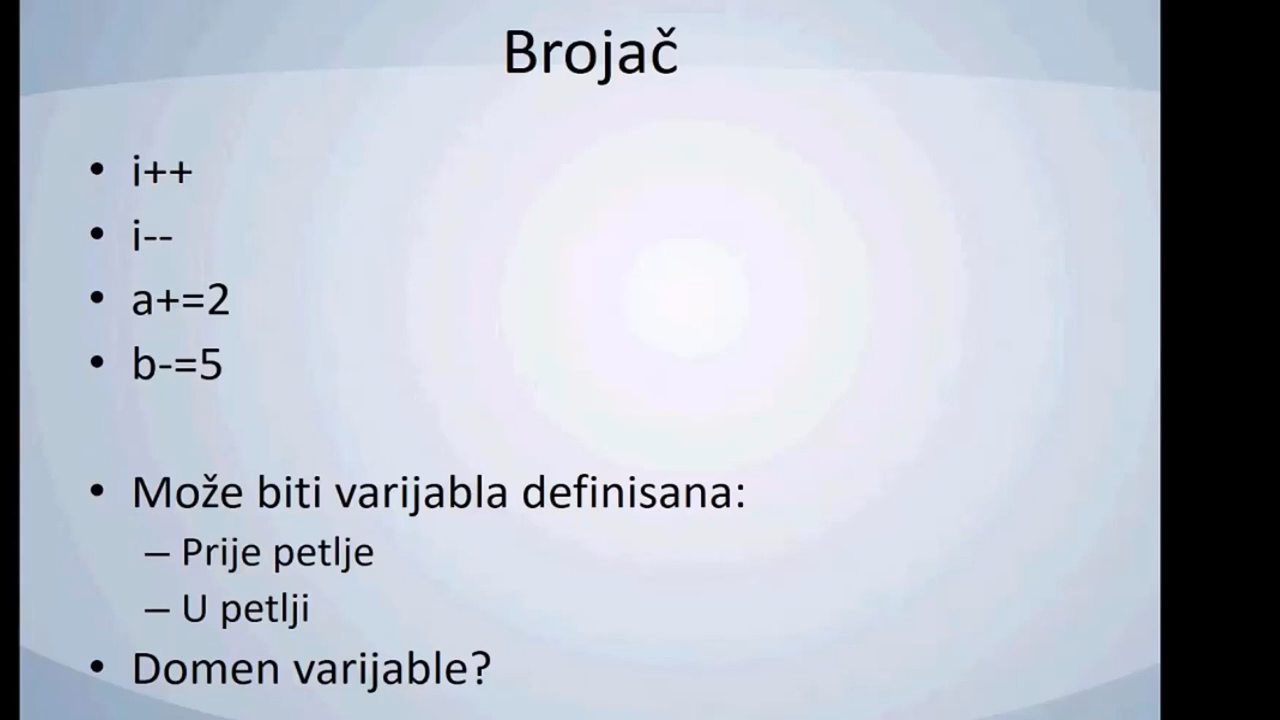 Brojač
• i++
• i--
• a+=2
• b-=5
• Može biti varijabla definisana:
– Prije petlje
– U petlji
• Domen varijable?